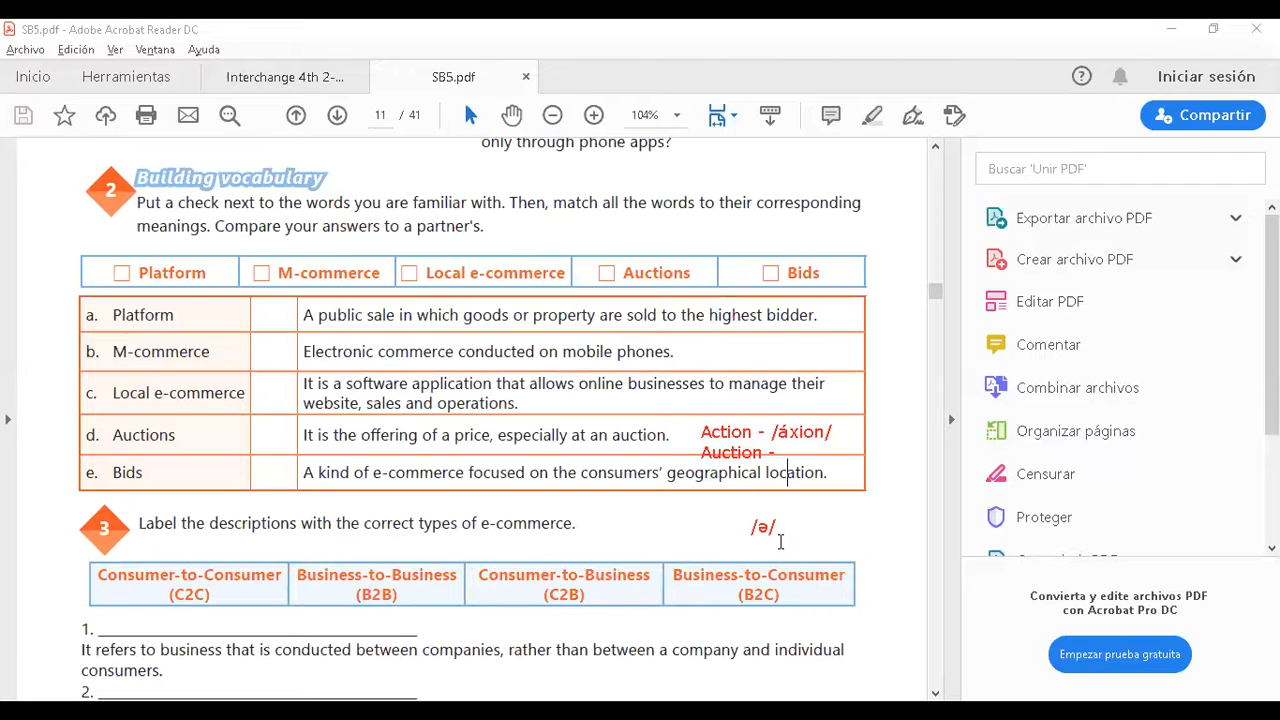 SB5.pdf - Adobe Acrobat Reader DC
Archivo Edición Ver Ventana Ayuda
Inicio Herramientas Interchange 4th 2-... SB5.pdf × Iniciar sesión
11 / 41 104% Compartir
only through phone apps?
2 Building vocabulary
Put a check next to the words you are familiar with. Then, match all the words to their corresponding
meanings. Compare your answers to a partner's.
Platform M-commerce Local e-commerce Auctions Bids
a. Platform A public sale in which goods or property are sold to the highest bidder.
b. M-commerce Electronic commerce conducted on mobile phones.
c. Local e-commerce It is a software application that allows online businesses to manage their
website, sales and operations.
d. Auctions It is the offering of a price, especially at an auction.
Action - /áxion/
Auction -
e. Bids A kind of e-commerce focused on the consumers' geographical location.
3 Label the descriptions with the correct types of e-commerce.
/ə/
Consumer-to-Consumer (C2C) Business-to-Business (B2B) Consumer-to-Business (C2B) Business-to-Consumer (B2C)
1. ________________
It refers to business that is conducted between companies, rather than between a company and individual
consumers.
2. ________________
Buscar 'Unir PDF'
Exportar archivo PDF
Crear archivo PDF
Editar PDF
Comentar
Combinar archivos
Organizar páginas
Censurar
Proteger
Convierta y edite archivos PDF
con Acrobat Pro DC
Empezar prueba gratuita